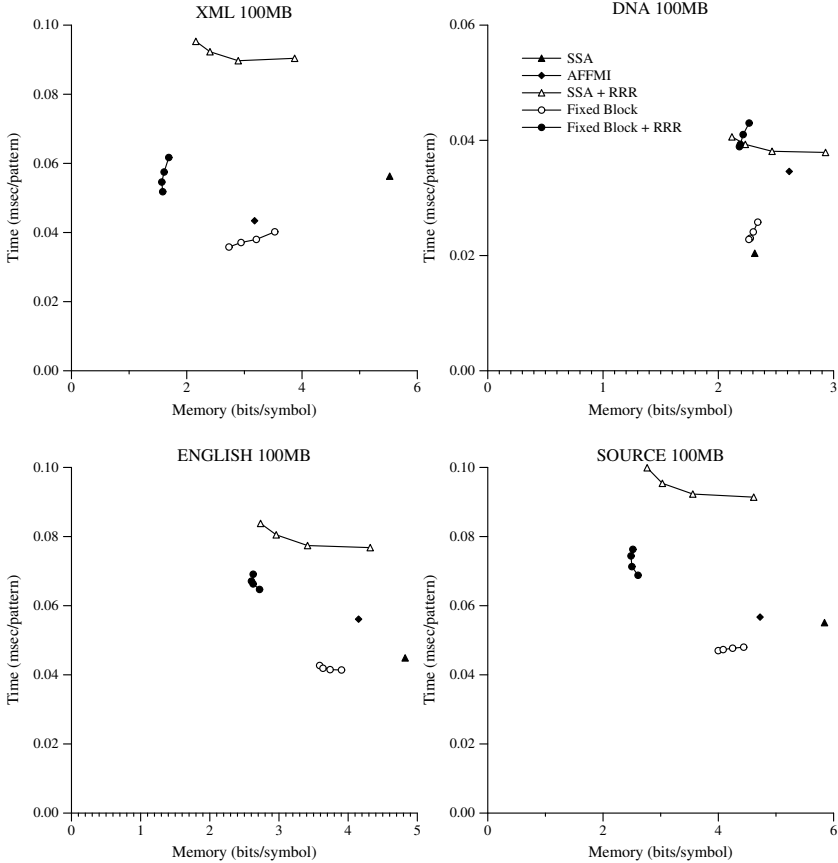 XML 100MB
0.10
0.08
0.06
0.04
0.02
0.00
Time (msec/pattern)
0
2
4
6
Memory (bits/symbol)
DNA 100MB
0.06
0.04
0.02
0.00
Time (msec/pattern)
SSA
AFFMI
SSA + RRR
Fixed Block
Fixed Block + RRR
0
1
2
3
Memory (bits/symbol)
ENGLISH 100MB
0.10
0.08
0.06
0.04
0.02
0.00
Time (msec/pattern)
0
1
2
3
4
5
Memory (bits/symbol)
SOURCE 100MB
0.10
0.08
0.06
0.04
0.02
0.00
Time (msec/pattern)
0
2
4
6
Memory (bits/symbol)